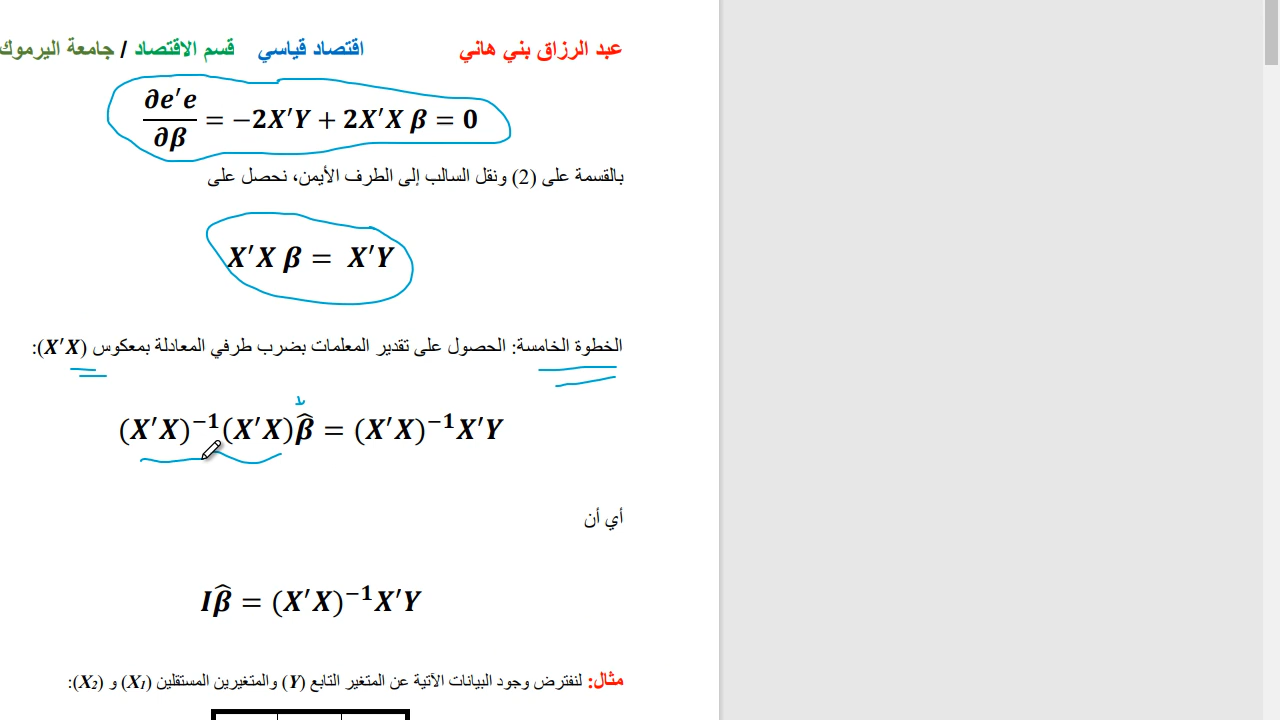 عبد الرزاق بني هاني اقتصاد قياسي قسم الاقتصاد / جامعة اليرموك
∂e′e/∂β = −2X′Y + 2X′X β = 0
بالقسمة على (2) ونقل السالب إلى الطرف الأيمن، نحصل على
X′X β = X′Y
الخطوة الخامسة: الحصول على تقدير المعلمات بضرب طرفي المعادلة بمعكوس (X′X):
(X′X)⁻¹(X′X)β̂ = (X′X)⁻¹X′Y
أي أن
Iβ̂ = (X′X)⁻¹X′Y
مثال: لنفترض وجود البيانات الآتية عن المتغير التابع (Y) والمتغيرين المستقلين (X₁) و (X₂):